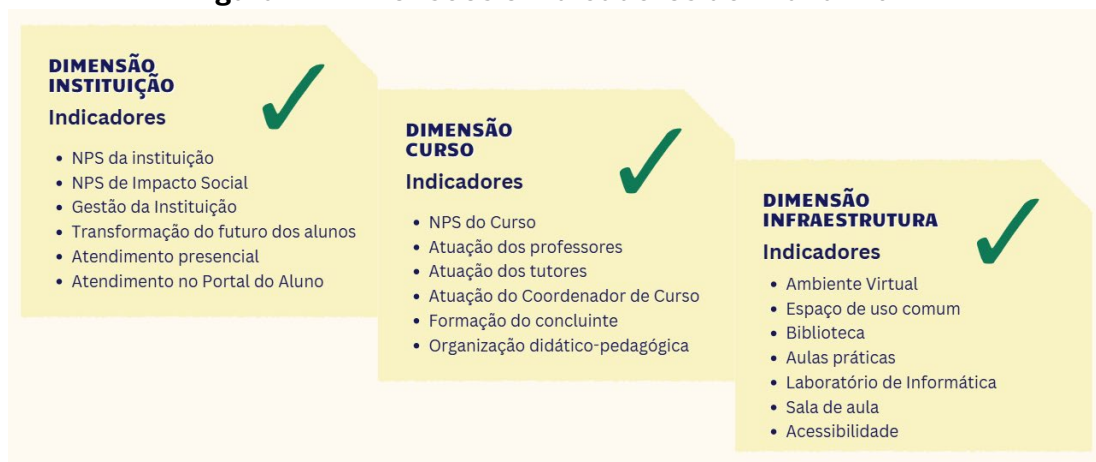 DIMENSÃO
INSTITUIÇÃO
Indicadores
• NPS da instituição
• NPS de Impacto Social
• Gestão da Instituição
• Transformação do futuro dos alunos
• Atendimento presencial
• Atendimento no Portal do Aluno
DIMENSÃO
CURSO
Indicadores
• NPS do Curso
• Atuação dos professores
• Atuação dos tutores
• Atuação do Coordenador de Curso
• Formação do concluinte
• Organização didático-pedagógica
DIMENSÃO
INFRAESTRUTURA
Indicadores
• Ambiente Virtual
• Espaço de uso comum
• Biblioteca
• Aulas práticas
• Laboratório de Informática
• Sala de aula
• Acessibilidade